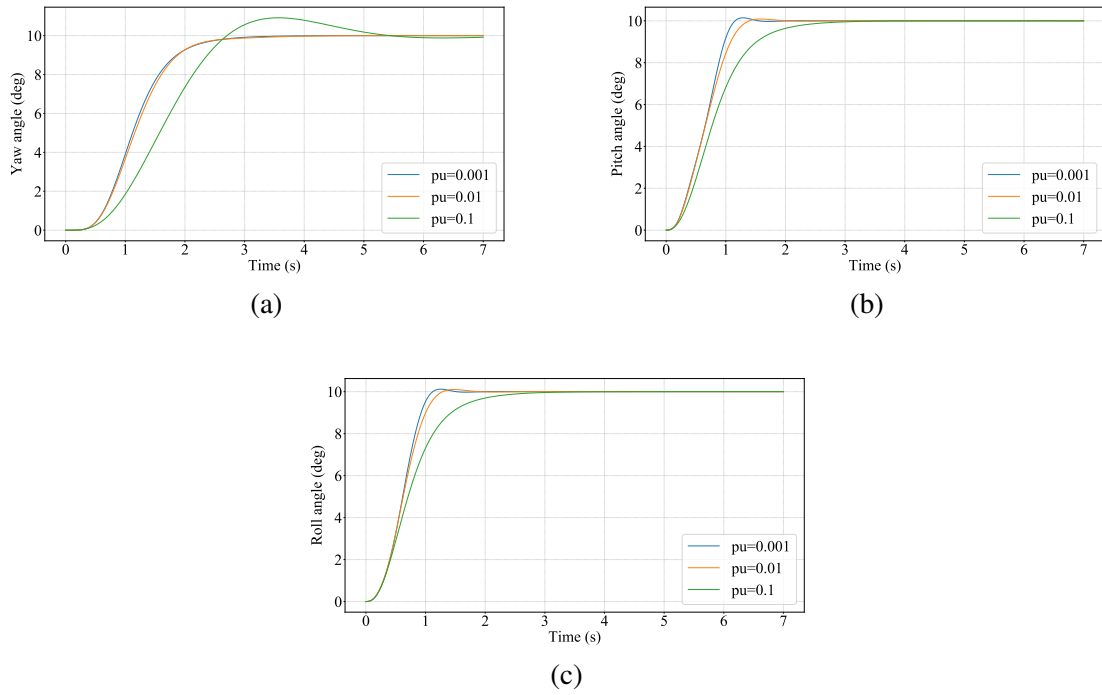 10
8
6
4
2
0
Yaw angle (deg)
pu=0.001
pu=0.01
pu=0.1
0 1 2 3 4 5 6 7
Time (s)
(a)
10
8
6
4
2
0
Pitch angle (deg)
pu=0.001
pu=0.01
pu=0.1
0 1 2 3 4 5 6 7
Time (s)
(b)
10
8
6
4
2
0
Roll angle (deg)
pu=0.001
pu=0.01
pu=0.1
0 1 2 3 4 5 6 7
Time (s)
(c)